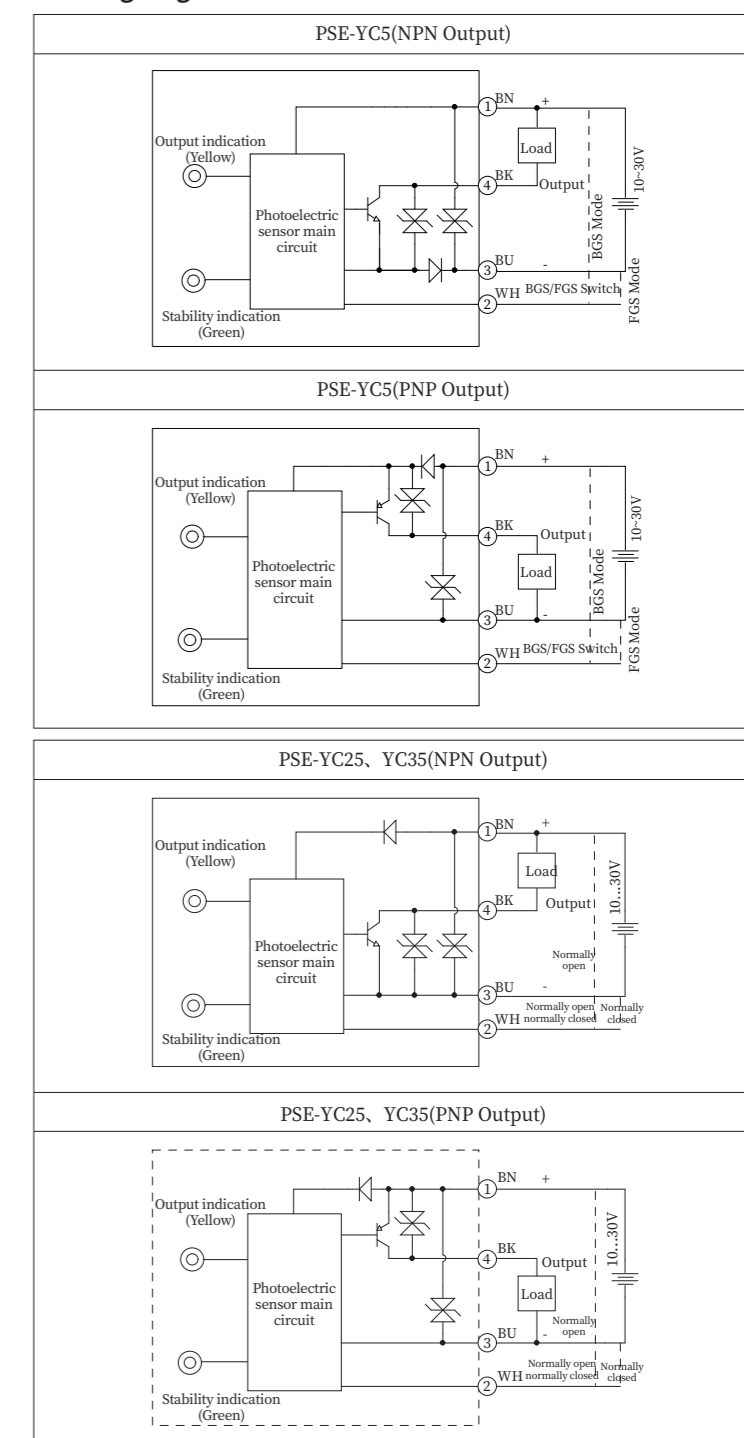 PSE-YC5(NPN Output)
Output indication
(Yellow)
Photoelectric
sensor main
circuit
Stability indication
(Green)
1
BN
+
Load
4
BK
Output
3
BU
-
2
WH
BGS/FGS Switch
BGS Mode
10~30V
FGS Mode
PSE-YC5(PNP Output)
Output indication
(Yellow)
Photoelectric
sensor main
circuit
Stability indication
(Green)
1
BN
+
4
BK
Output
Load
3
BU
-
2
WH
BGS/FGS Switch
BGS Mode
10~30V
FGS Mode
PSE-YC25、YC35(NPN Output)
Output indication
(Yellow)
Photoelectric
sensor main
circuit
Stability indication
(Green)
1
BN
+
Load
4
BK
Output
10...30V
Normally
open
3
BU
-
2
WH
Normally open
normally closed
Normally
closed
PSE-YC25、YC35(PNP Output)
Output indication
(Yellow)
Photoelectric
sensor main
circuit
Stability indication
(Green)
1
BN
+
4
BK
Output
10...30V
Load
Normally
open
3
BU
-
2
WH
Normally open
normally closed
Normally
closed